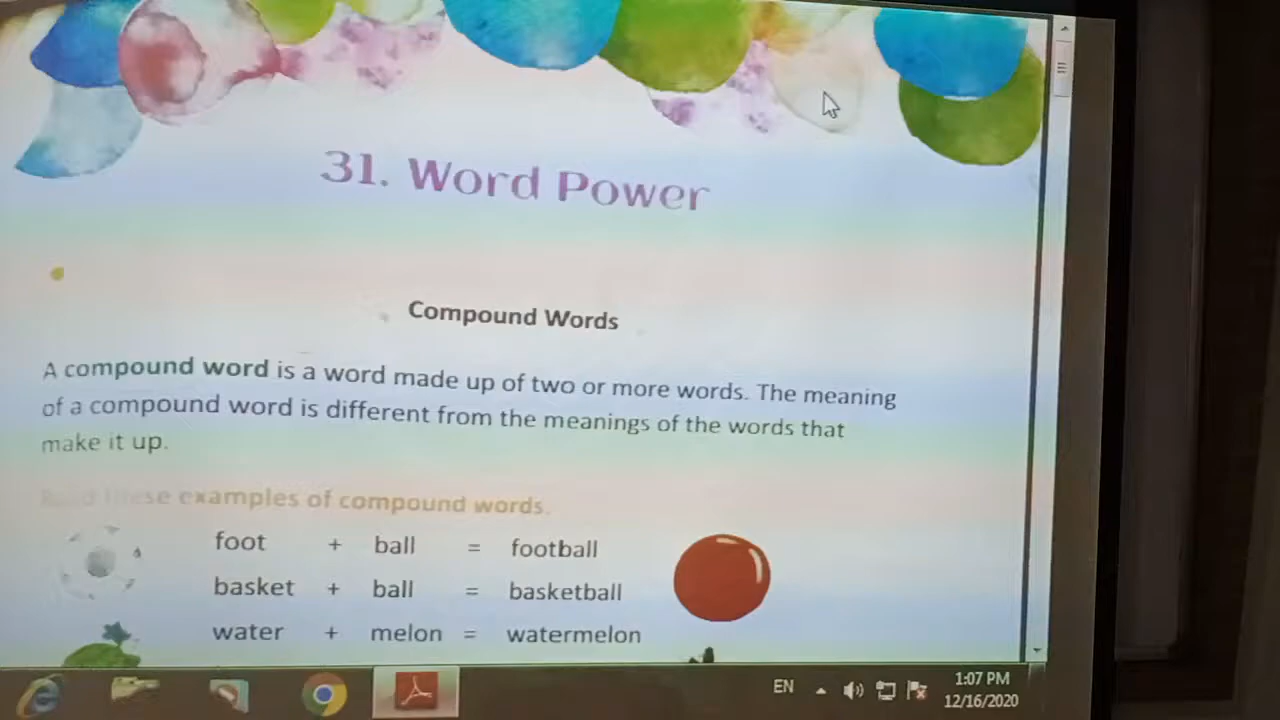 31. Word Power
Compound Words
A compound word is a word made up of two or more words. The meaning
of a compound word is different from the meanings of the words that
make it up.
Read these examples of compound words.
foot + ball = football
basket + ball = basketball
water + melon = watermelon
EN
1:07 PM
12/16/2020